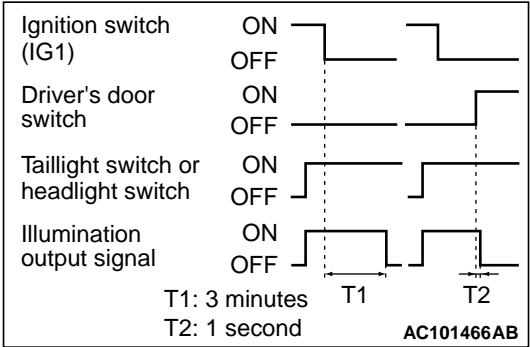 Ignition switch ON
(IG1) OFF
Driver's door ON
switch OFF
Taillight switch or ON
headlight switch OFF
Illumination ON
output signal OFF
T1: 3 minutes T1 T2
T2: 1 second AC101466AB